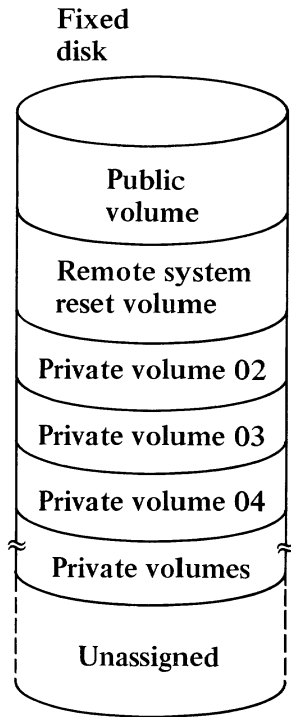 Fixed
disk
Public
volume
Remote system
reset volume
Private volume 02
Private volume 03
Private volume 04
Private volumes
Unassigned